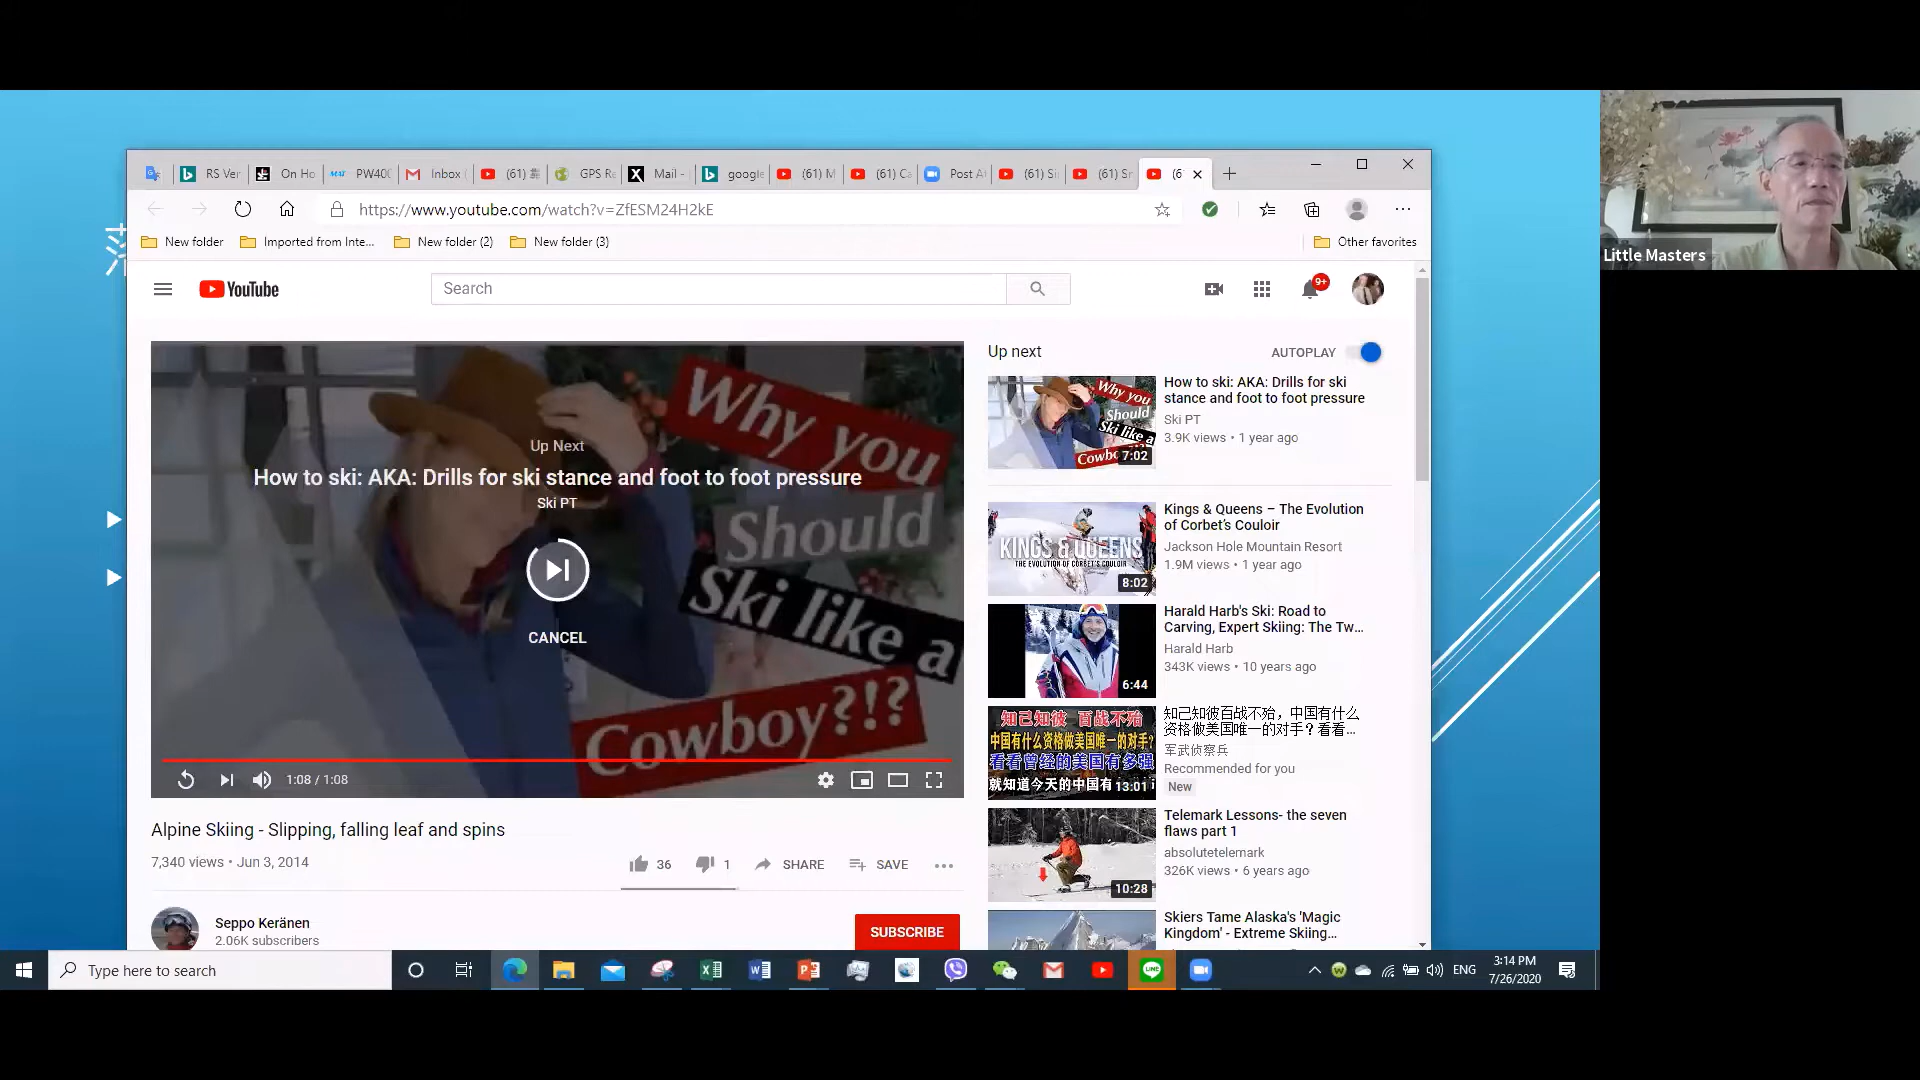 RS Ver
On Ho
PW400
Inbox
(61)
GPS Re
Mail -
google
(61) M
(61) Ca
Post At
(61) Si
(61) Sr
(6
https://www.youtube.com/watch?v=ZfESM24H2kE
New folder
Imported from Inte...
New folder (2)
New folder (3)
Other favorites
YouTube
Search
9+
Why you
Should
Ski like a
Cowboy?!?
Up Next
How to ski: AKA: Drills for ski stance and foot to foot pressure
Ski PT
CANCEL
1:08 / 1:08
Alpine Skiing - Slipping, falling leaf and spins
7,340 views • Jun 3, 2014
36
1
SHARE
SAVE
Seppo Keränen
2.06K subscribers
SUBSCRIBE
Up next
AUTOPLAY
Why you
Should
Ski like a
Cowbo
7:02
How to ski: AKA: Drills for ski
stance and foot to foot pressure
Ski PT
3.9K views • 1 year ago
KINGS & QUEENS
THE EVOLUTION OF CORBET'S COULOIR
8:02
Kings & Queens – The Evolution
of Corbet's Couloir
Jackson Hole Mountain Resort
1.9M views • 1 year ago
6:44
Harald Harb's Ski: Road to
Carving, Expert Skiing: The Tw...
Harald Harb
343K views • 10 years ago
知己知彼 百战不殆
中国有什么资格做美国唯一的对手?
看看曾经的美国有多强
就知道今天的中国有
13:01
知己知彼百战不殆，中国有什么
资格做美国唯一的对手？看看...
军武侦察兵
Recommended for you
New
10:28
Telemark Lessons- the seven
flaws part 1
absolutetelemark
326K views • 6 years ago
Skiers Tame Alaska's 'Magic
Kingdom' - Extreme Skiing...
Type here to search
ENG
3:14 PM
7/26/2020
Little Masters